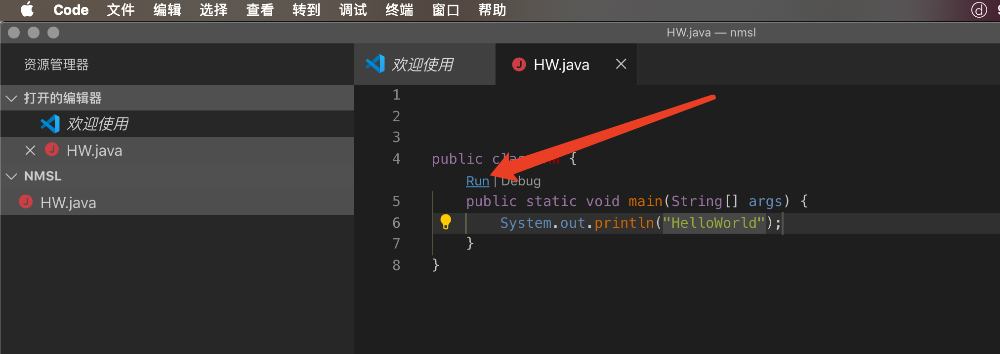 Code 文件 编辑 选择 查看 转到 调试 终端 窗口 帮助
HW.java — nmsl
资源管理器
打开的编辑器
欢迎使用
HW.java
NMSL
HW.java
欢迎使用 HW.java
1
2
3
4 public class HW {
Run | Debug
5 public static void main(String[] args) {
6 System.out.println("HelloWorld");
7 }
8 }